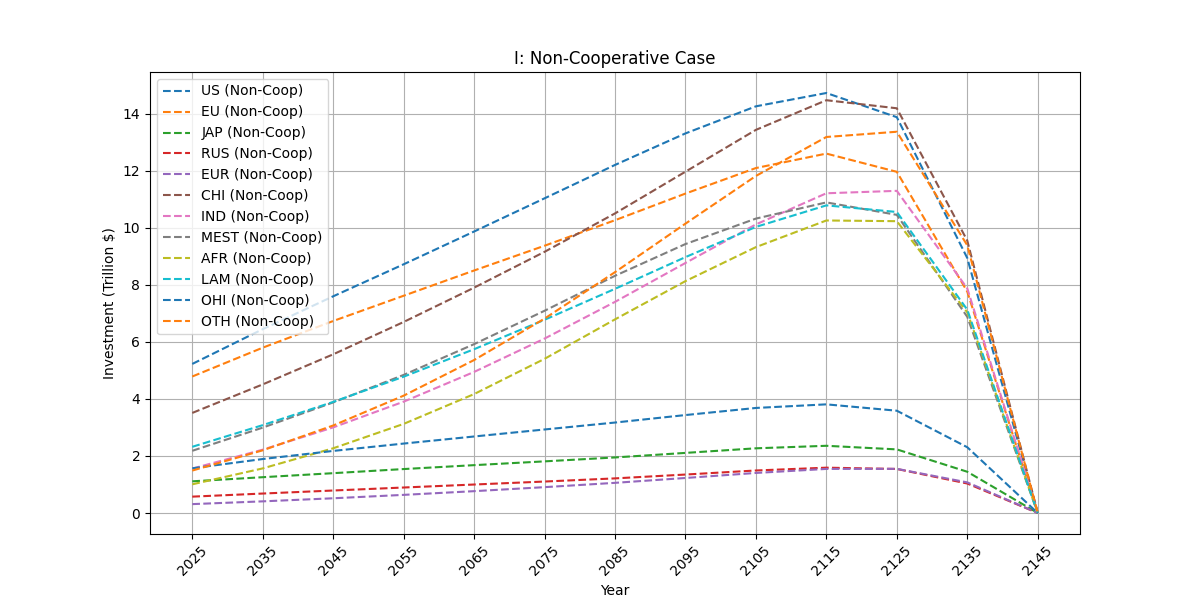 I: Non-Cooperative Case
US (Non-Coop)
EU (Non-Coop)
JAP (Non-Coop)
RUS (Non-Coop)
EUR (Non-Coop)
CHI (Non-Coop)
IND (Non-Coop)
MEST (Non-Coop)
AFR (Non-Coop)
LAM (Non-Coop)
OHI (Non-Coop)
OTH (Non-Coop)
Investment (Trillion $)
14
12
10
8
6
4
2
0
2025 2035 2045 2055 2065 2075 2085 2095 2105 2115 2125 2135 2145
Year